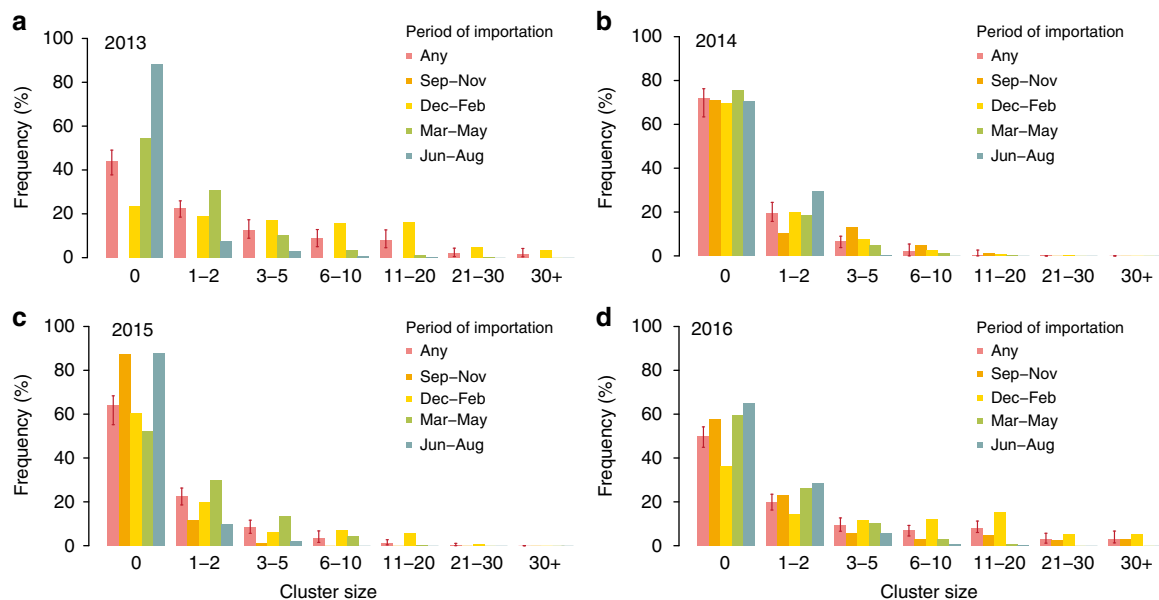 a
2013
Period of importation
Any
Sep–Nov
Dec–Feb
Mar–May
Jun–Aug
Frequency (%)
100
80
60
40
20
0
0 1–2 3–5 6–10 11–20 21–30 30+
b
2014
Period of importation
Any
Sep–Nov
Dec–Feb
Mar–May
Jun–Aug
Frequency (%)
100
80
60
40
20
0
0 1–2 3–5 6–10 11–20 21–30 30+
c
2015
Period of importation
Any
Sep–Nov
Dec–Feb
Mar–May
Jun–Aug
Frequency (%)
100
80
60
40
20
0
0 1–2 3–5 6–10 11–20 21–30 30+
Cluster size
d
2016
Period of importation
Any
Sep–Nov
Dec–Feb
Mar–May
Jun–Aug
Frequency (%)
100
80
60
40
20
0
0 1–2 3–5 6–10 11–20 21–30 30+
Cluster size